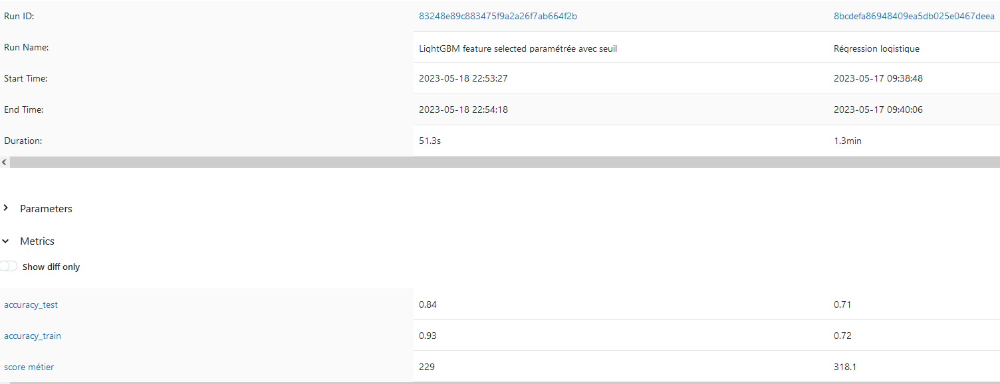 Run ID: 83248e89c883475f9a2a26f7ab664f2b 8bcdefa86948409ea5db025e0467deea
Run Name: LightGBM feature selected paramétrée avec seuil Régression logistique
Start Time: 2023-05-18 22:53:27 2023-05-17 09:38:48
End Time: 2023-05-18 22:54:18 2023-05-17 09:40:06
Duration: 51.3s 1.3min
Parameters
Metrics
Show diff only
accuracy_test 0.84 0.71
accuracy_train 0.93 0.72
score métier 229 318.1